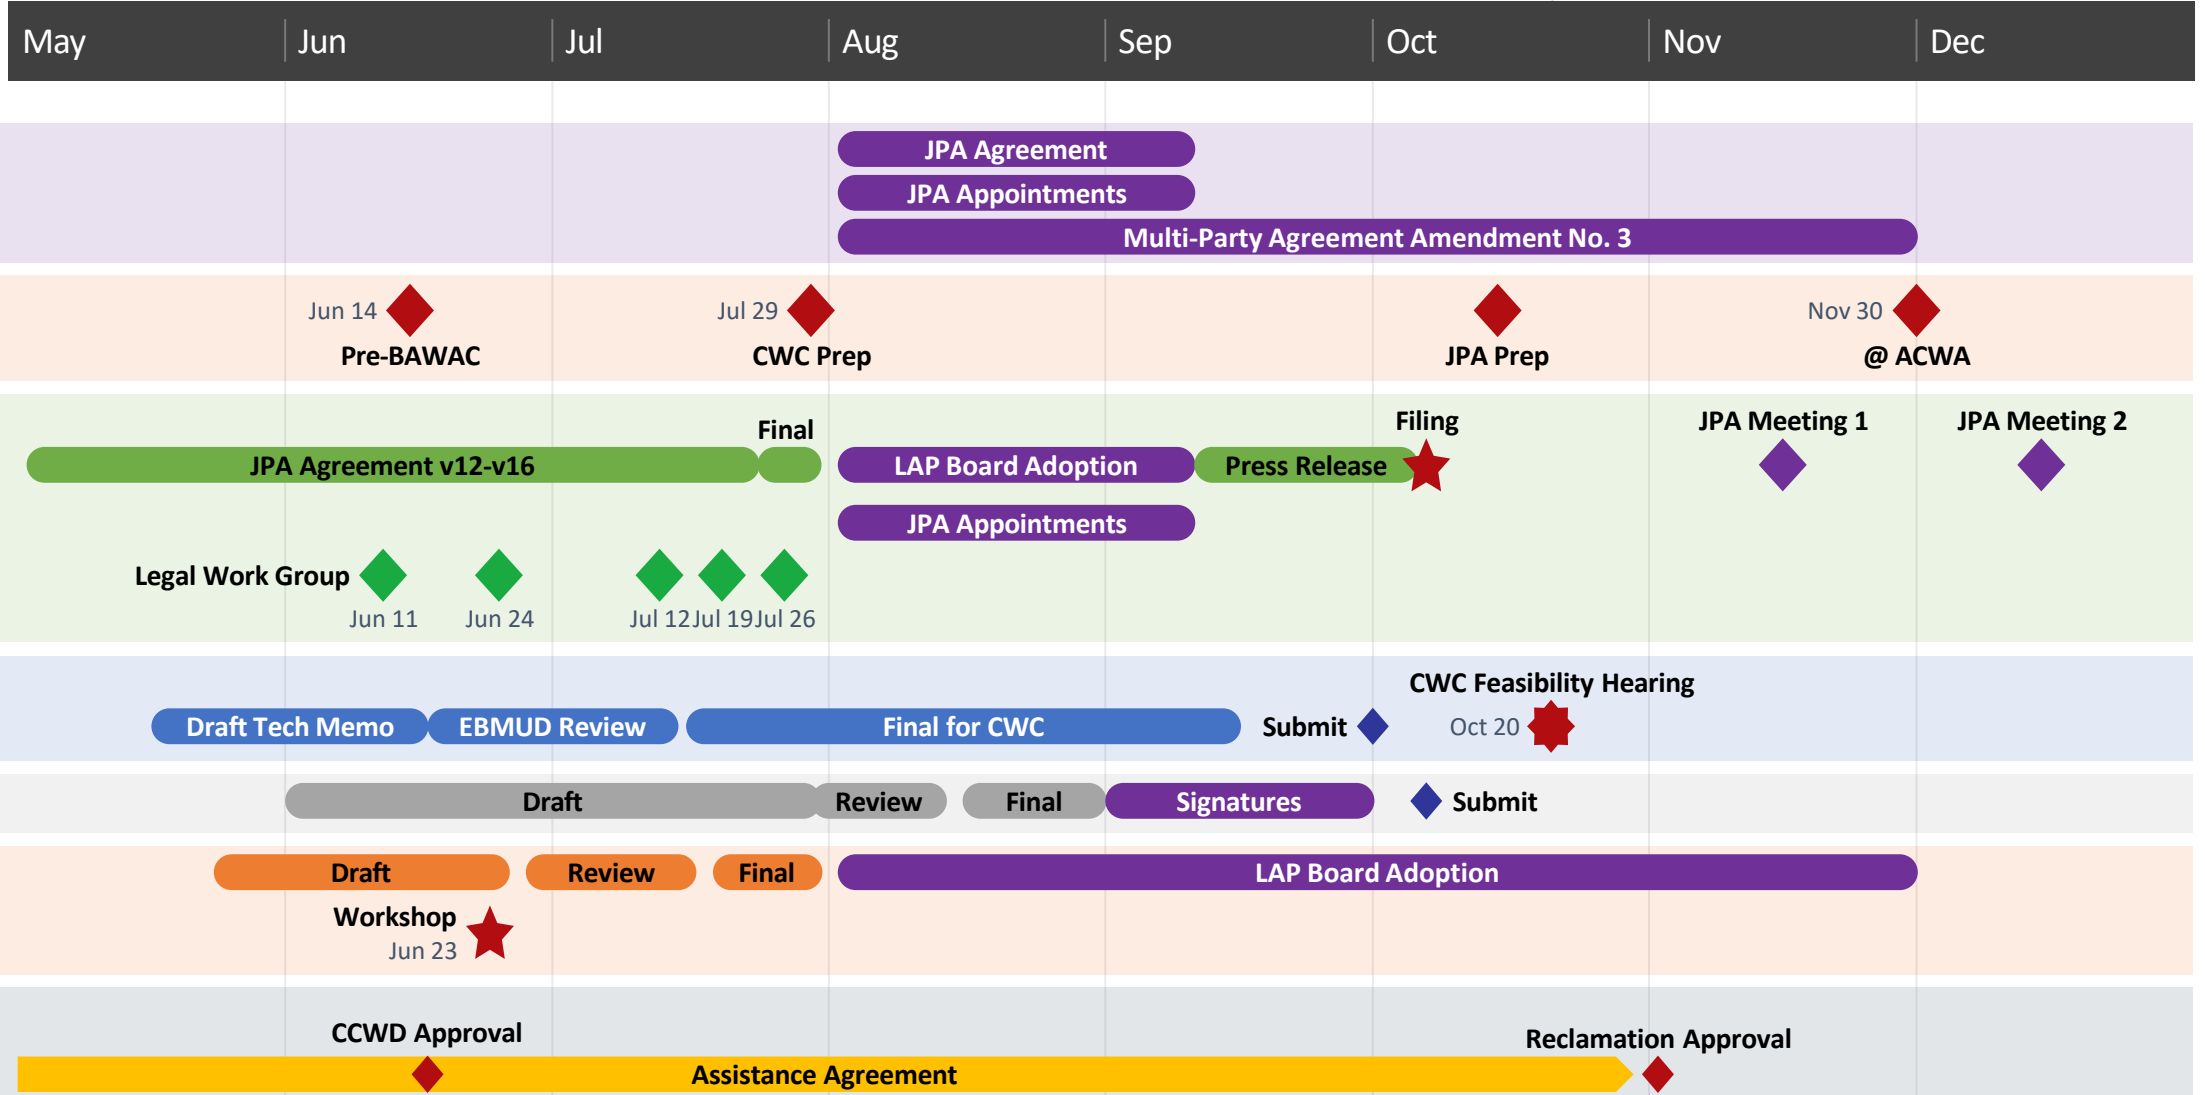 May
Jun
Jul
Aug
Sep
Oct
Nov
Dec
JPA Agreement
JPA Appointments
Multi-Party Agreement Amendment No. 3
Jun 14
Pre-BAWAC
Jul 29
CWC Prep
JPA Prep
Nov 30
@ ACWA
JPA Agreement v12-v16
Final
LAP Board Adoption
Press Release
Filing
JPA Meeting 1
JPA Meeting 2
JPA Appointments
Legal Work Group
Jun 11
Jun 24
Jul 12
Jul 19
Jul 26
Draft Tech Memo
EBMUD Review
Final for CWC
Submit
CWC Feasibility Hearing
Oct 20
Draft
Review
Final
Signatures
Submit
Draft
Review
Final
LAP Board Adoption
Workshop
Jun 23
CCWD Approval
Assistance Agreement
Reclamation Approval